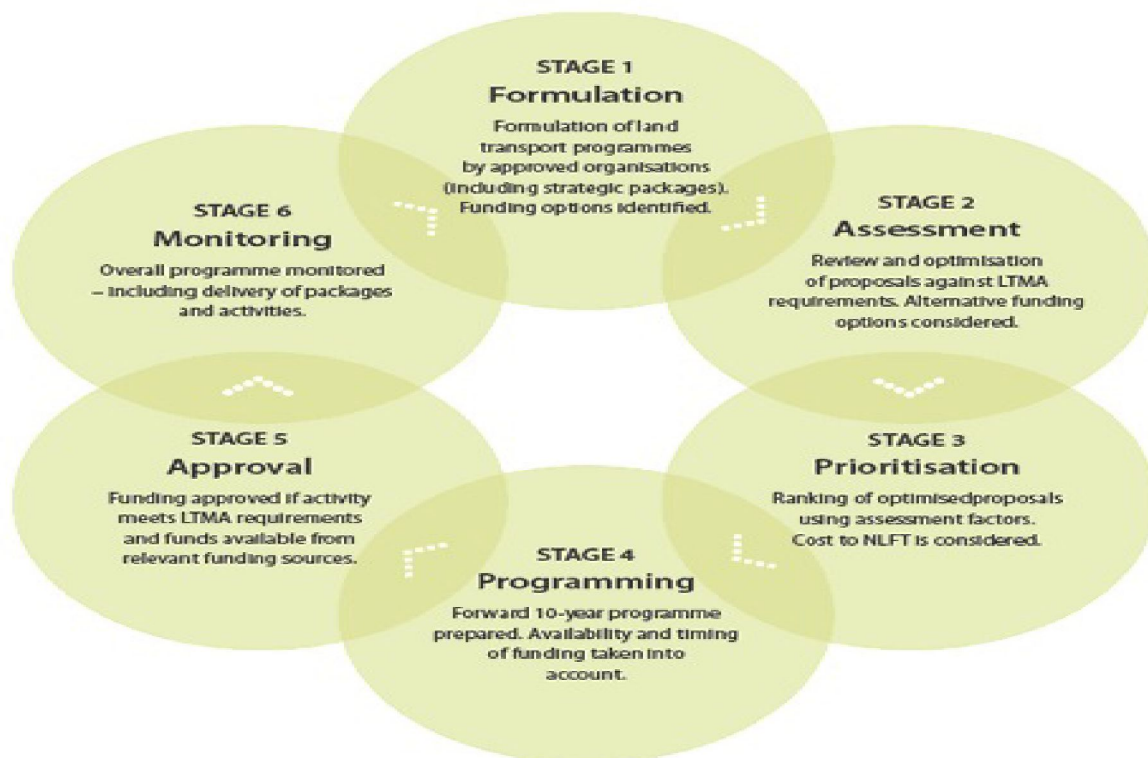 STAGE 1
Formulation
Formulation of land
transport programmes
by approved organisations
(including strategic packages).
Funding options identified.
STAGE 2
Assessment
Review and optimisation
of proposals against LTMA
requirements. Alternative funding
options considered.
STAGE 3
Prioritisation
Ranking of optimisedproposals
using assessment factors.
Cost to NLFT is considered.
STAGE 4
Programming
Forward 10-year programme
prepared. Availability and timing
of funding taken into
account.
STAGE 5
Approval
Funding approved if activity
meets LTMA requirements
and funds available from
relevant funding sources.
STAGE 6
Monitoring
Overall programme monitored
– including delivery of packages
and activities.